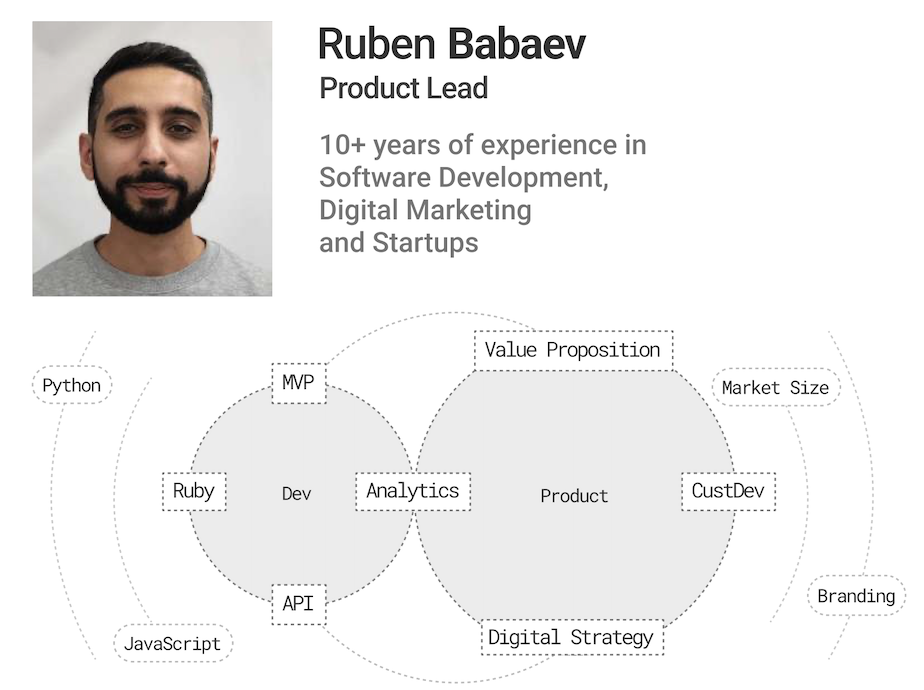 Ruben Babaev
Product Lead
10+ years of experience in
Software Development,
Digital Marketing
and Startups
Value Proposition
MVP
Python
Market Size
Ruby
Dev
Analytics
Product
CustDev
API
Branding
JavaScript
Digital Strategy